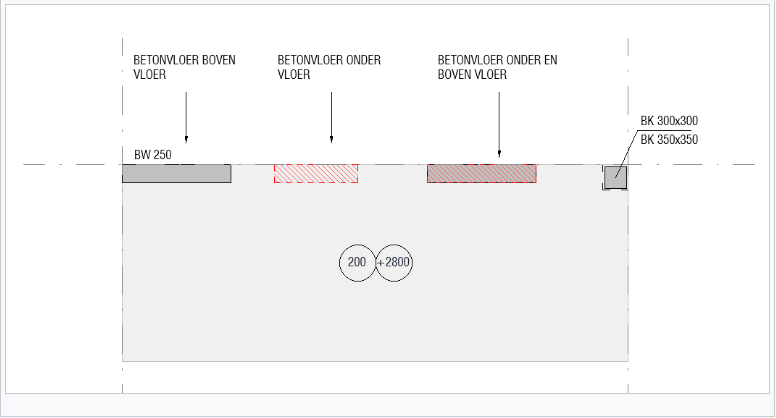 BETONVLOER BOVEN
VLOER
BETONVLOER ONDER
VLOER
BETONVLOER ONDER EN
BOVEN VLOER
BK 300x300
BK 350x350
BW 250
200
+2800